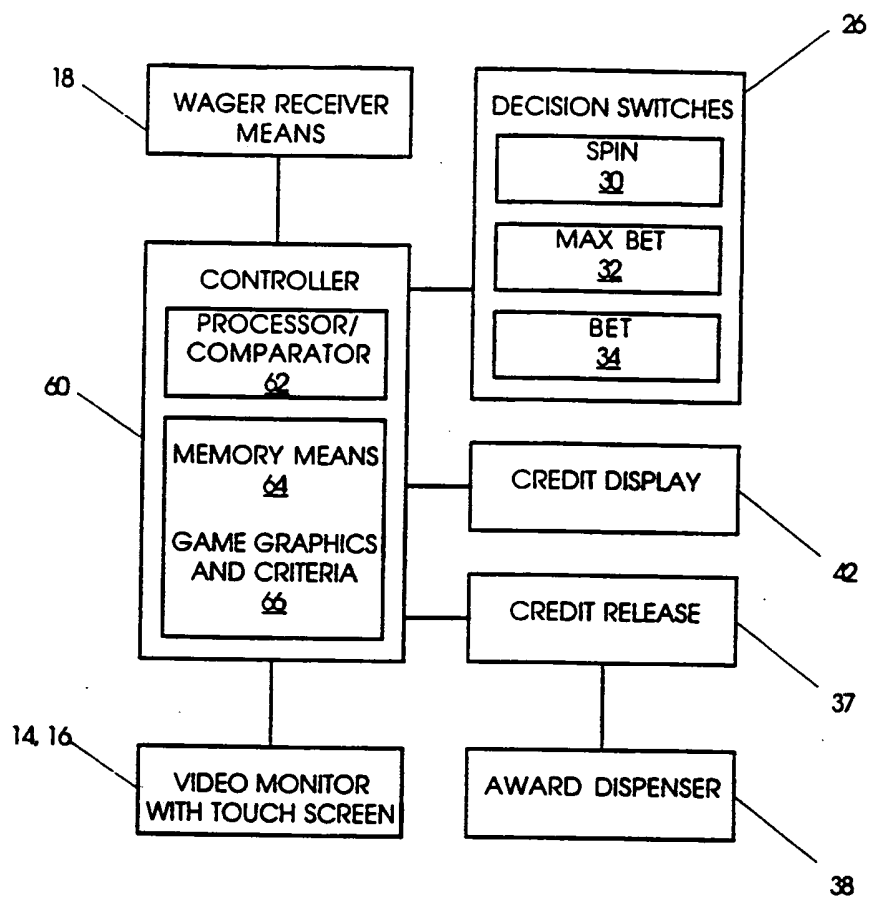 26
18
WAGER RECEIVER
MEANS
DECISION SWITCHES
SPIN
30
MAX BET
32
BET
34
CONTROLLER
PROCESSOR/
COMPARATOR
62
60
MEMORY MEANS
64
GAME GRAPHICS
AND CRITERIA
66
CREDIT DISPLAY
42
CREDIT RELEASE
37
14, 16
VIDEO MONITOR
WITH TOUCH SCREEN
AWARD DISPENSER
38